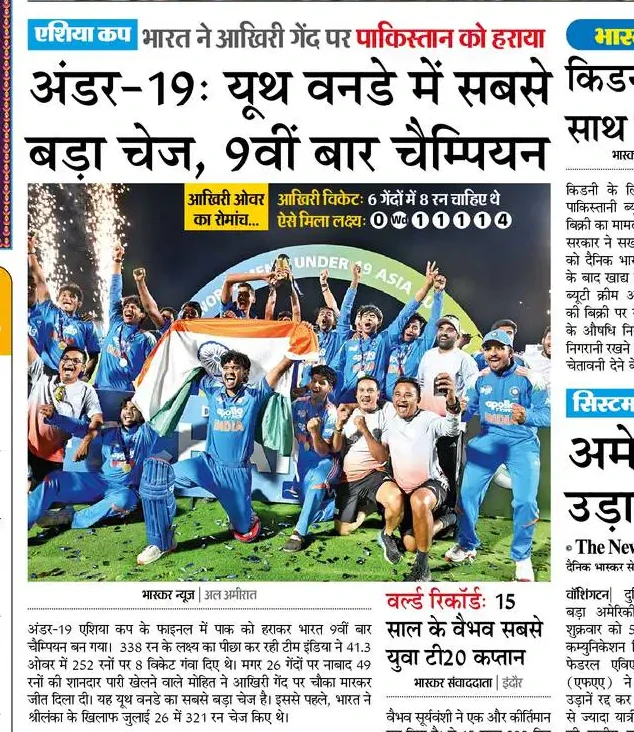 एशिया कप भारत ने आखिरी गेंद पर पाकिस्तान को हराया
अंडर-19ः यूथ वनडे में सबसे
बड़ा चेज, 9वीं बार चैम्पियन
आखिरी ओवर
का रोमांच...
आखिरी विकेटः 6 गेंदों में 8 रन चाहिए थे
ऐसे मिला लक्ष्यः 0 Wd 1 1 1 1 4
UNDER 19 ASIA
apollo
INDIA
भास्कर न्यूज | अल अमीरात
अंडर-19 एशिया कप के फाइनल में पाक को हराकर भारत 9वीं बार
चैम्पियन बन गया। 338 रन के लक्ष्य का पीछा कर रही टीम इंडिया ने 41.3
ओवर में 252 रनों पर 8 विकेट गंवा दिए थे। मगर 26 गेंदों पर नाबाद 49
रनों की शानदार पारी खेलने वाले मोहित ने आखिरी गेंद पर चौका मारकर
जीत दिला दी। यह यूथ वनडे का सबसे बड़ा चेज है। इससे पहले, भारत ने
श्रीलंका के खिलाफ जुलाई 26 में 321 रन चेज किए थे।
वर्ल्ड रिकॉर्डः 15
साल के वैभव सबसे
युवा टी20 कप्तान
भास्कर संवाददाता | इंदौर
वैभव सूर्यवंशी ने एक और कीर्तिमान
भास
किडन
साथ
भास्क
किडनी के लि
पाकिस्तानी ब्य
बिक्री का माम
सरकार ने सख
को दैनिक भार
के बाद खाद्य
ब्यूटी क्रीम अ
की बिक्री पर
के औषधि नि
निगरानी रखने
चेतावनी देने वे
सिस्टम
अमे
उड़ा
• The New
दैनिक भास्कर से
वॉशिंगटन| दु
बड़ा अमेरिकी
शुक्रवार को 5
कम्युनिकेशन
फेडरल एविए
(एफएए) ने
उड़ानें रद्द कर
से ज्यादा यात्री